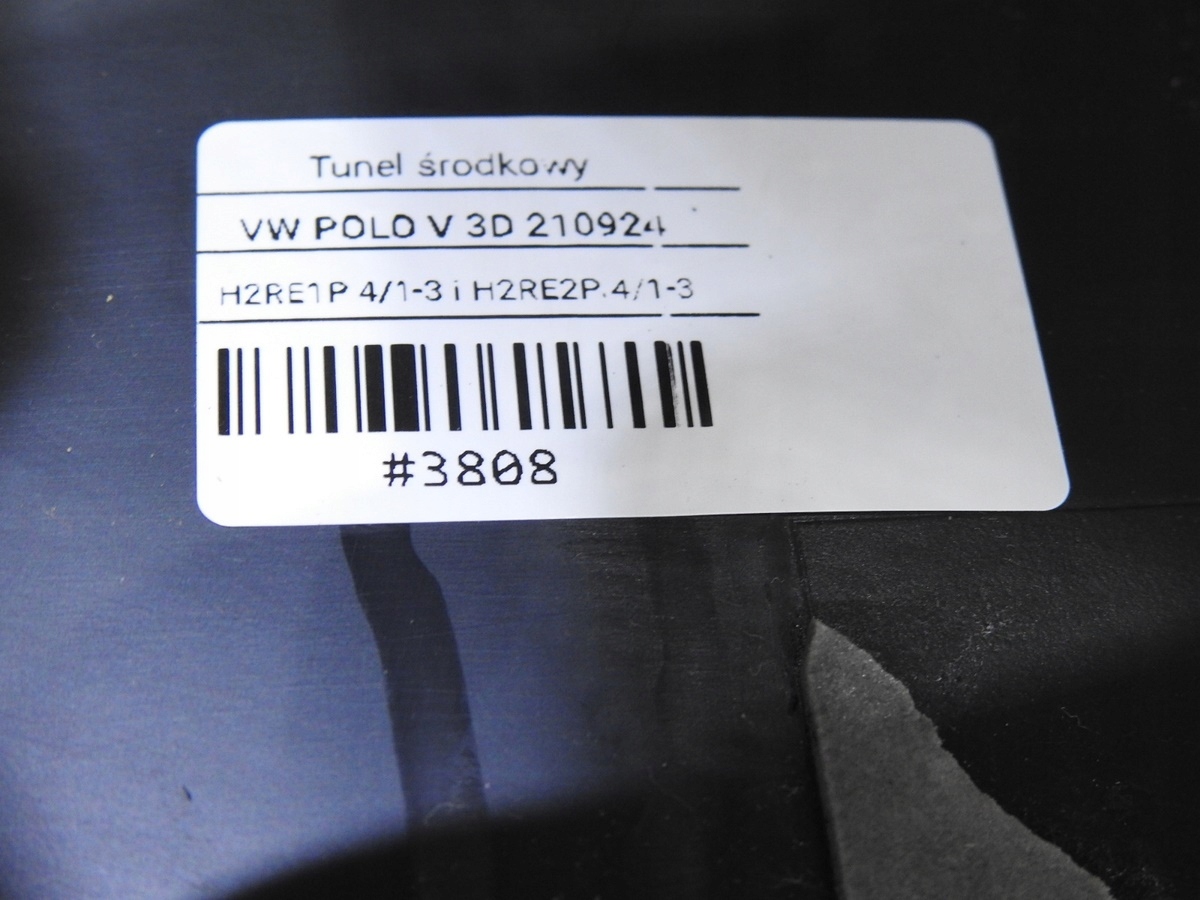 Tunel środkowy
VW POLO V 3D 210924
H2RE1P 4/1-3 i H2RE2P.4/1-3
#3808